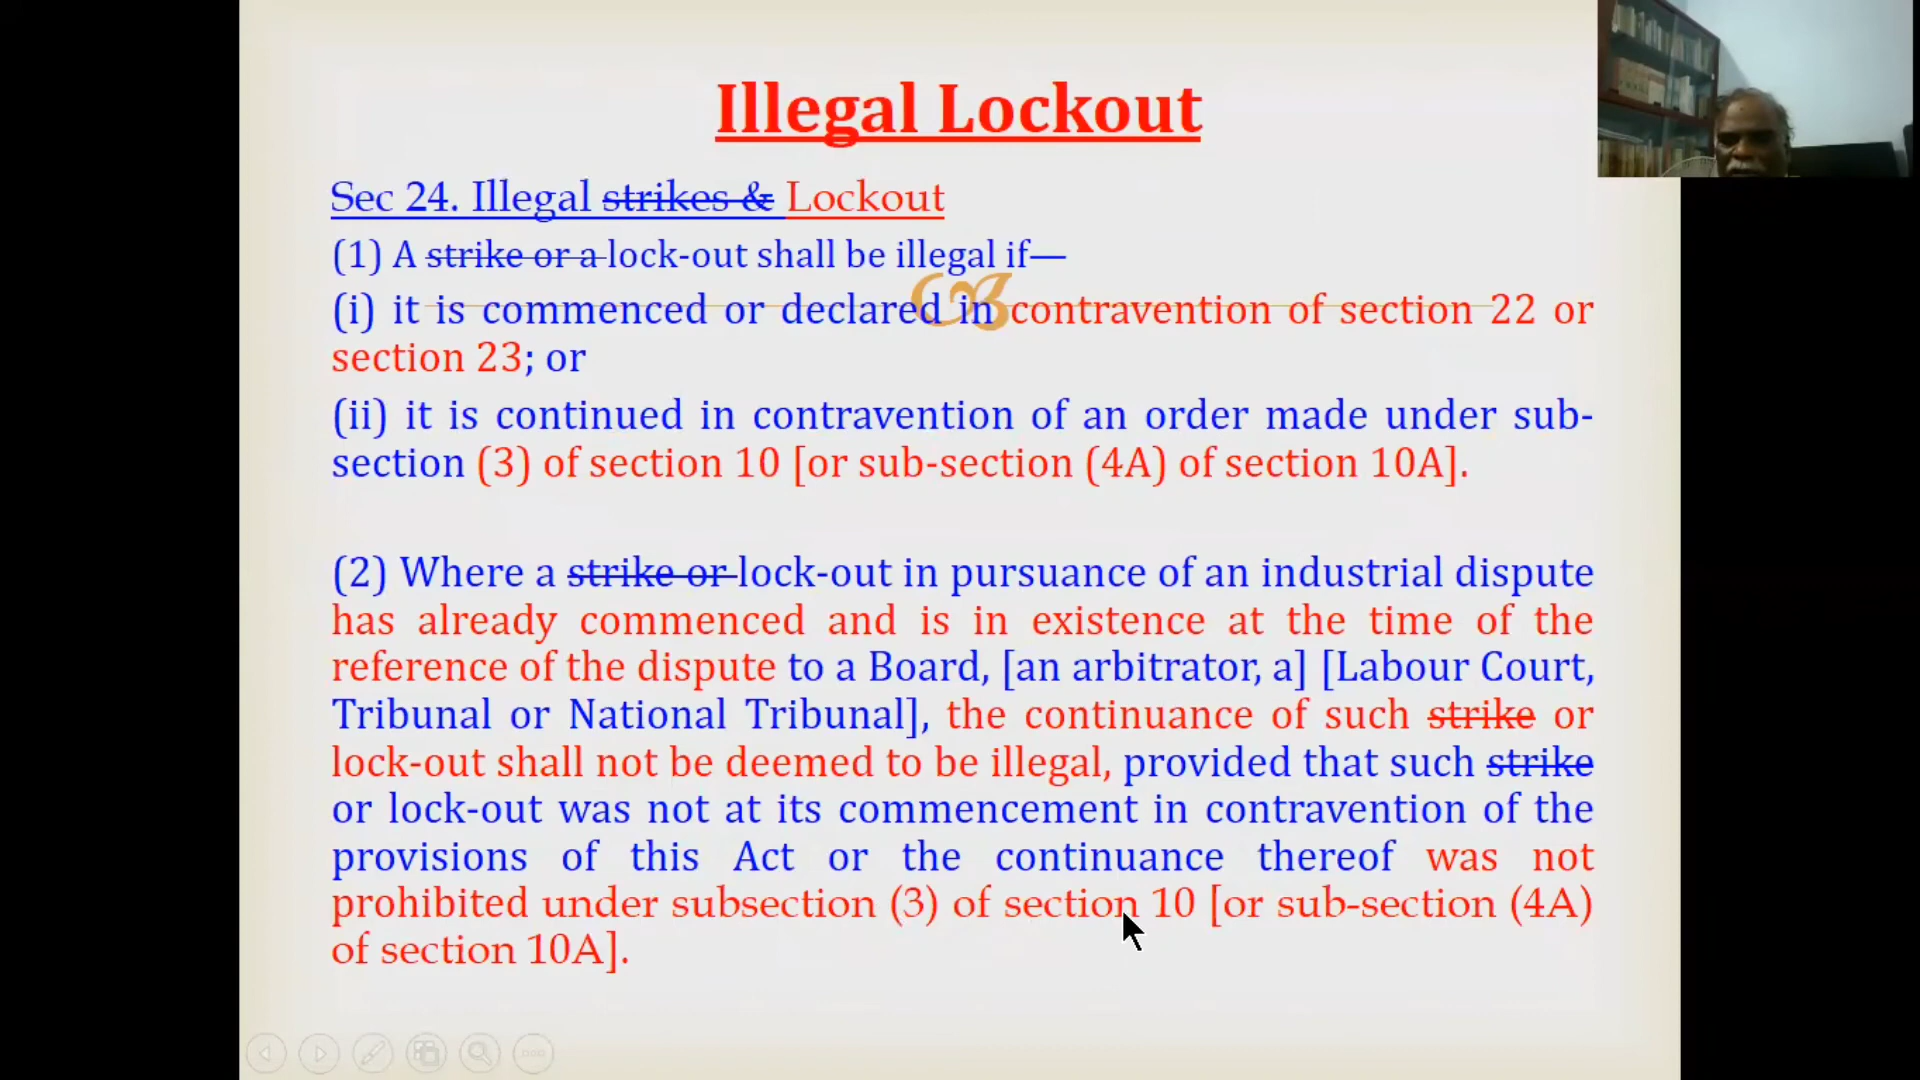 Illegal Lockout
Sec 24. Illegal strikes & Lockout
(1) A strike or a lock-out shall be illegal if—
(i) it is commenced or declared in contravention of section 22 or
section 23; or
(ii) it is continued in contravention of an order made under sub-
section (3) of section 10 [or sub-section (4A) of section 10A].
(2) Where a strike or lock-out in pursuance of an industrial dispute
has already commenced and is in existence at the time of the
reference of the dispute to a Board, [an arbitrator, a] [Labour Court,
Tribunal or National Tribunal], the continuance of such strike or
lock-out shall not be deemed to be illegal, provided that such strike
or lock-out was not at its commencement in contravention of the
provisions of this Act or the continuance thereof was not
prohibited under subsection (3) of section 10 [or sub-section (4A)
of section 10A].